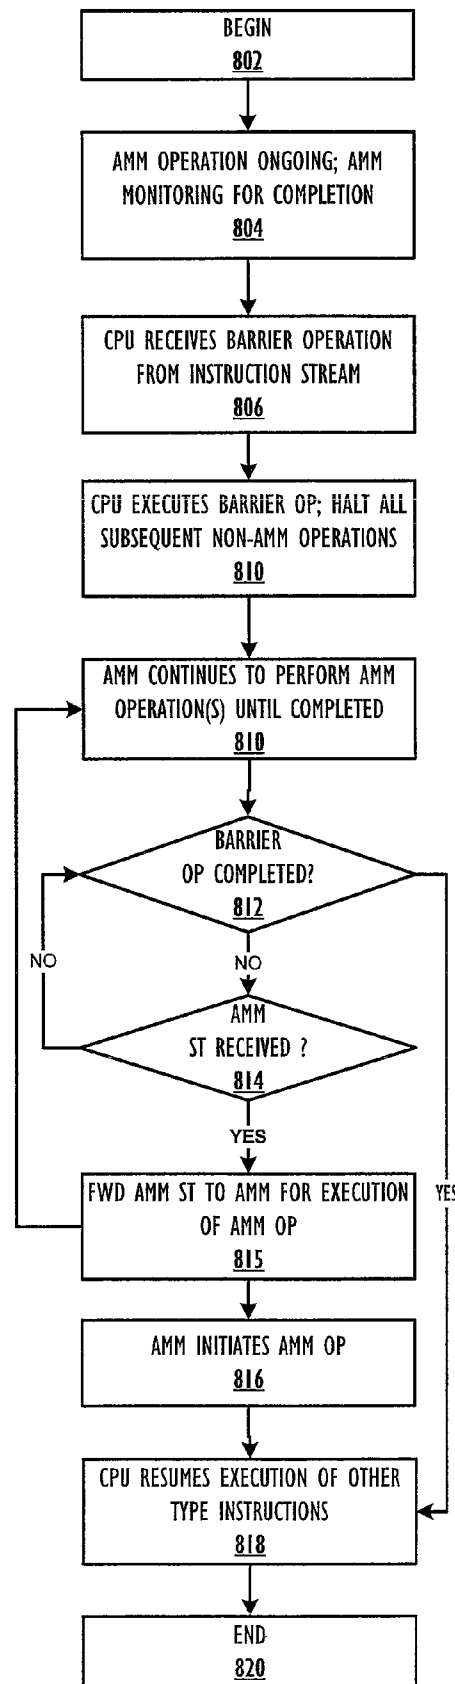 BEGIN
802
AMM OPERATION ONGOING; AMM
MONITORING FOR COMPLETION
804
CPU RECEIVES BARRIER OPERATION
FROM INSTRUCTION STREAM
806
CPU EXECUTES BARRIER OP; HALT ALL
SUBSEQUENT NON-AMM OPERATIONS
810
AMM CONTINUES TO PERFORM AMM
OPERATION(S) UNTIL COMPLETED
810
BARRIER
OP COMPLETED?
812
NO
NO
AMM
ST RECEIVED ?
814
YES
FWD AMM ST TO AMM FOR EXECUTION
OF AMM OP
815
YES
AMM INITIATES AMM OP
816
CPU RESUMES EXECUTION OF OTHER
TYPE INSTRUCTIONS
818
END
820